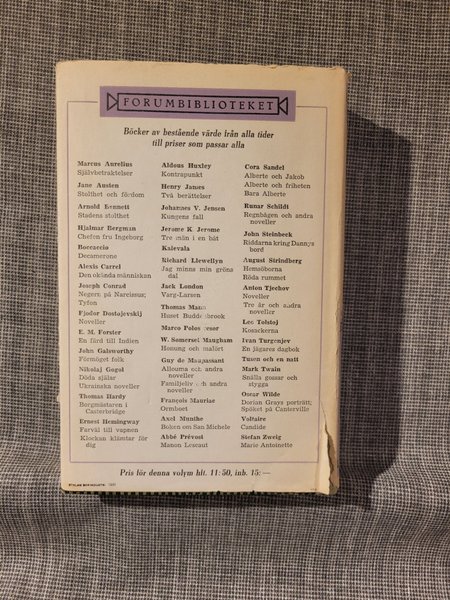 FORUMBIBLIOTEKET
Böcker av bestående värde från alla tider
till priser som passar alla
Marcus Aurelius
Självbetraktelser
Jane Austen
Stolthet och fördom
Arnold Bennett
Stadens stolthet
Hjalmar Bergman
Chefen fru Ingeborg
Boccaccio
Decamerone
Alexis Carrel
Den okända människan
Joseph Conrad
Negern på Narcissus;
Tyfon
Fjodor Dostojevskij
Noveller
E. M. Forster
En färd till Indien
John Galsworthy
Förmöget folk
Nikolaj Gogol
Döda själar
Ukrainska noveller
Thomas Hardy
Borgmästaren i
Casterbridge
Ernest Hemingway
Farväl till vapnen
Klockan klämtar för
dig
Aldous Huxley
Kontrapunkt
Henry James
Två berättelser
Johannes V. Jensen
Kungens fall
Jerome K Jerome
Tre män i en båt
Kalevala
Richard Llewellyn
Jag minns min gröna
dal
Jack London
Varg-Larsen
Thomas Mann
Huset Buddenbrook
Marco Polos resor
W. Somerset Maugham
Honung och malört
Guy de Maupassant
Allouma och andra
noveller
Familjeliv och andra
noveller
François Mauriac
Ormboet
Axel Munthe
Boken om San Michele
Abbé Prévost
Manon Lescaut
Cora Sandel
Alberte och Jakob
Alberte och friheten
Bara Alberte
Runar Schildt
Regnbågen och andra
noveller
John Steinbeck
Riddarna kring Dannys
bord
August Strindberg
Hemsöborna
Röda rummet
Anton Tjechov
Noveller
Tre år och andra
noveller
Leo Tolstoj
Kosackerna
Ivan Turgenjev
En jägares dagbok
Tusen och en natt
Mark Twain
Snälla gossar och
stygga
Oscar Wilde
Dorian Grays porträtt;
Spöket på Canterville
Voltaire
Candide
Stefan Zweig
Marie Antoinette
Pris för denna volym hft. 11:50, inb. 15:—